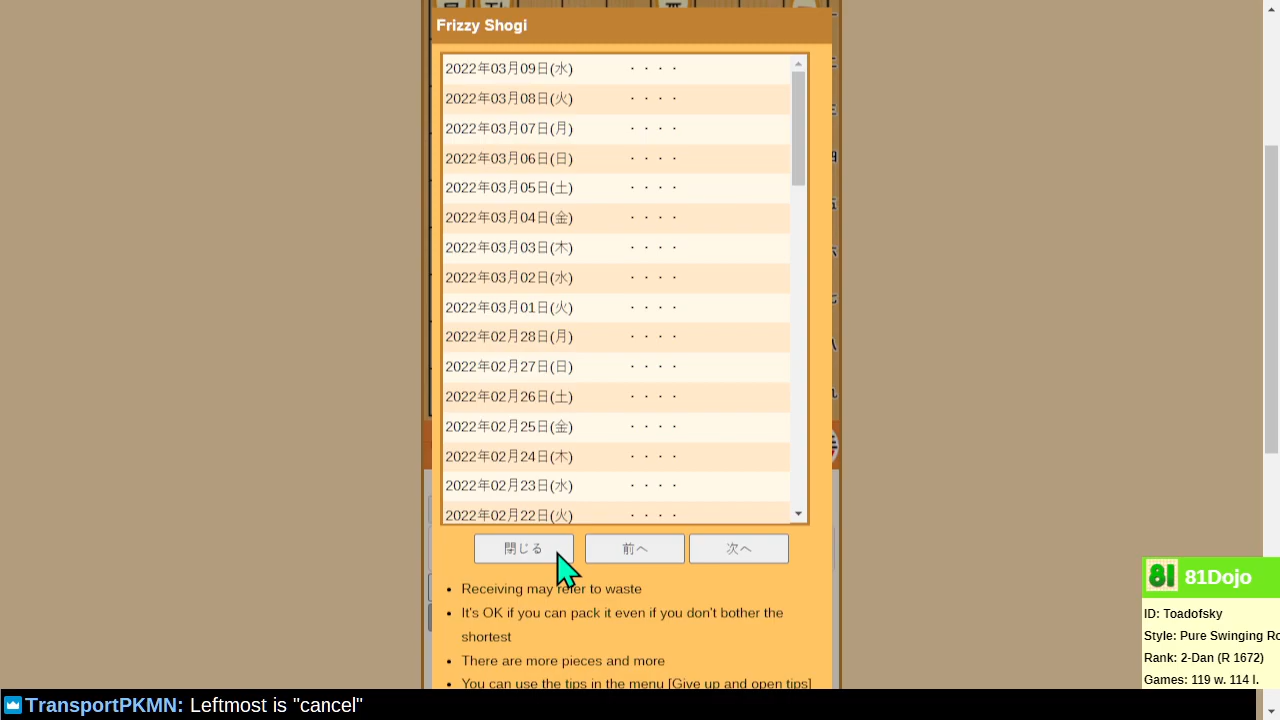 Frizzy Shogi
2022年03月09日(水) ・・・・
2022年03月08日(火) ・・・・
2022年03月07日(月) ・・・・
2022年03月06日(日) ・・・・
2022年03月05日(土) ・・・・
2022年03月04日(金) ・・・・
2022年03月03日(木) ・・・・
2022年03月02日(水) ・・・・
2022年03月01日(火) ・・・・
2022年02月28日(月) ・・・・
2022年02月27日(日) ・・・・
2022年02月26日(土) ・・・・
2022年02月25日(金) ・・・・
2022年02月24日(木) ・・・・
2022年02月23日(水) ・・・・
2022年02月22日(火) ・・・・
閉じる 前へ 次へ
• Receiving may refer to waste
• It's OK if you can pack it even if you don't bother the
shortest
• There are more pieces and more
• You can use the tips in the menu [Give up and open tips]
81 81Dojo
ID: Toadofsky
Style: Pure Swinging Ro
Rank: 2-Dan (R 1672)
Games: 119 w. 114 l.
TransportPKMN: Leftmost is "cancel"